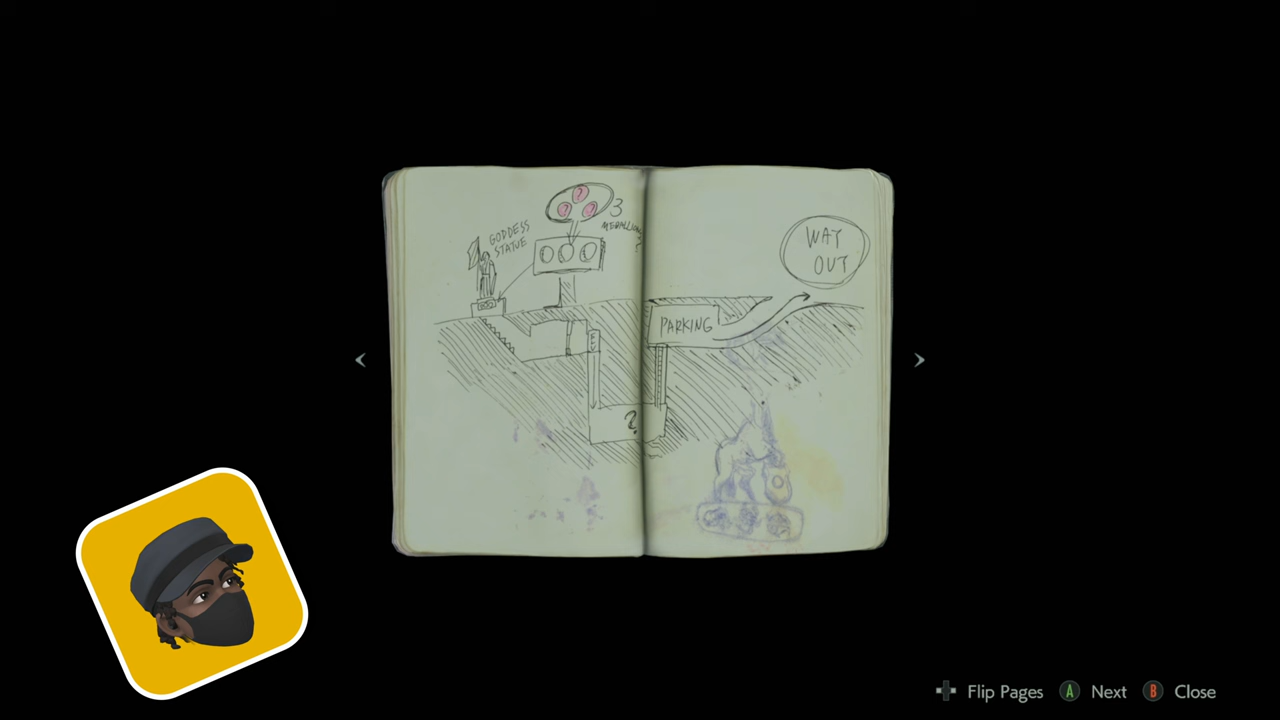 3
MEDALLIONS
?
GODDESS
STATUE
WAY
OUT
PARKING
?
Flip Pages A Next B Close